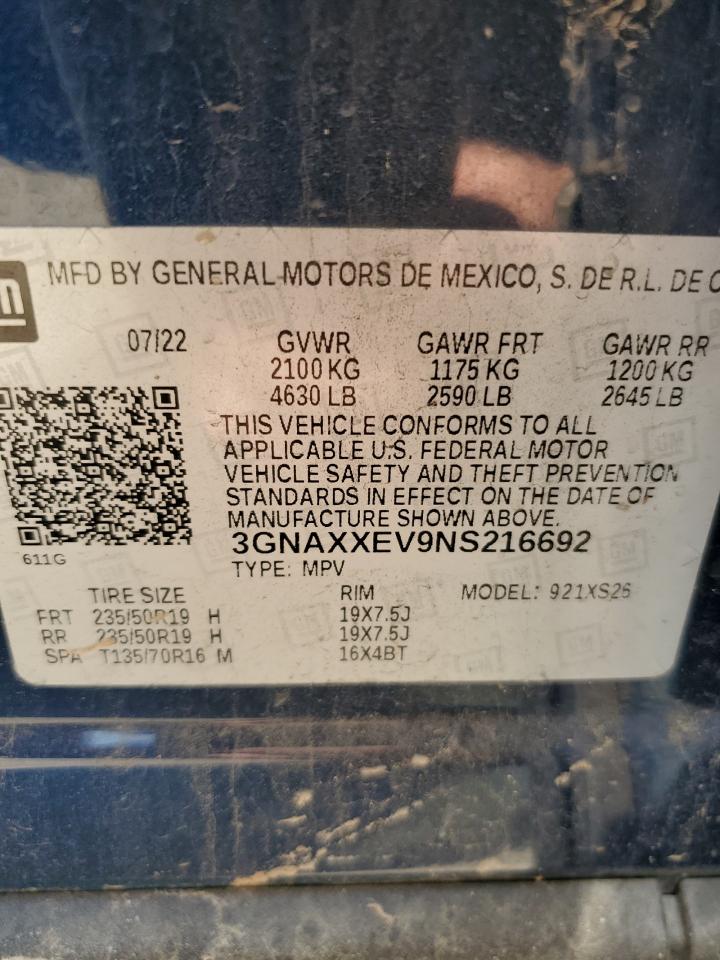 m
MFD BY GENERAL MOTORS DE MEXICO, S. DE R.L. DE C
07/22 GVWR GAWR FRT GAWR RR
2100 KG 1175 KG 1200 KG
4630 LB 2590 LB 2645 LB
THIS VEHICLE CONFORMS TO ALL
APPLICABLE U.S. FEDERAL MOTOR
VEHICLE SAFETY AND THEFT PREVENTION
STANDARDS IN EFFECT ON THE DATE OF
MANUFACTURE SHOWN ABOVE.
3GNAXXEV9NS216692
611G
TYPE: MPV
TIRE SIZE RIM MODEL: 921XS26
FRT 235/50R19 H 19X7.5J
RR 235/50R19 H 19X7.5J
SPA T135/70R16 M 16X4BT